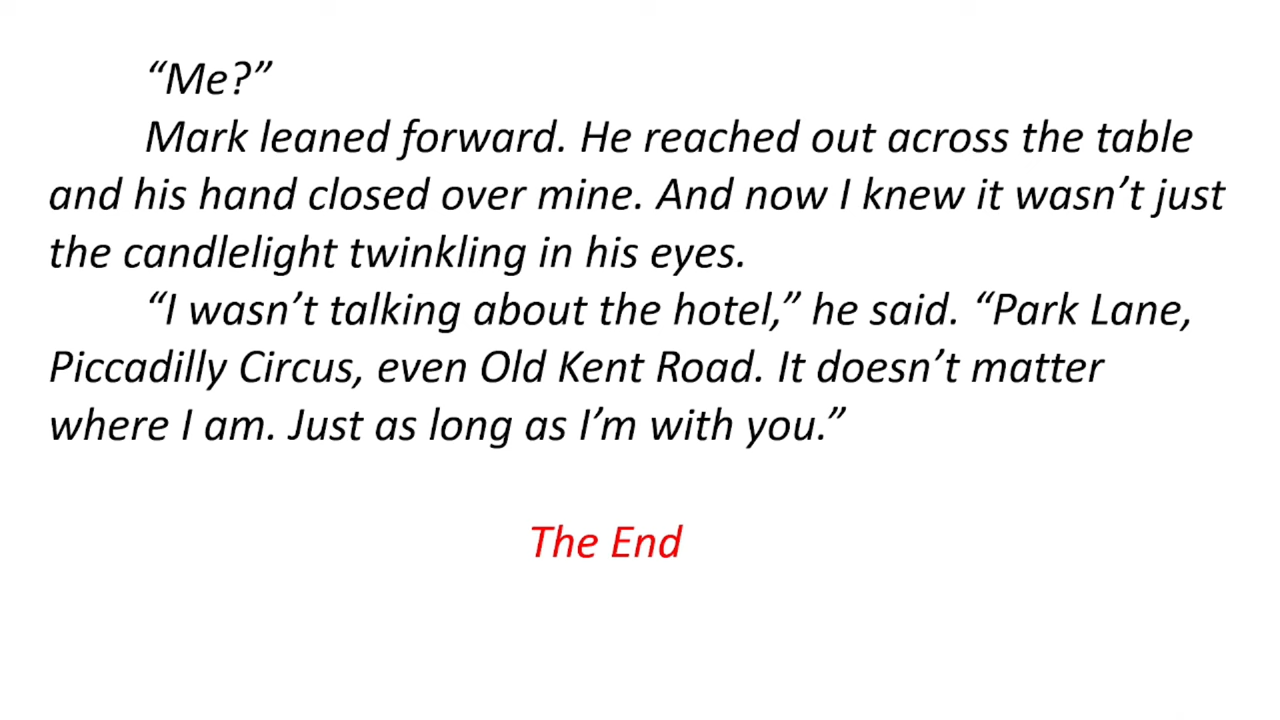 “Me?”
Mark leaned forward. He reached out across the table
and his hand closed over mine. And now I knew it wasn’t just
the candlelight twinkling in his eyes.
“I wasn’t talking about the hotel,” he said. “Park Lane,
Piccadilly Circus, even Old Kent Road. It doesn’t matter
where I am. Just as long as I’m with you.”
The End